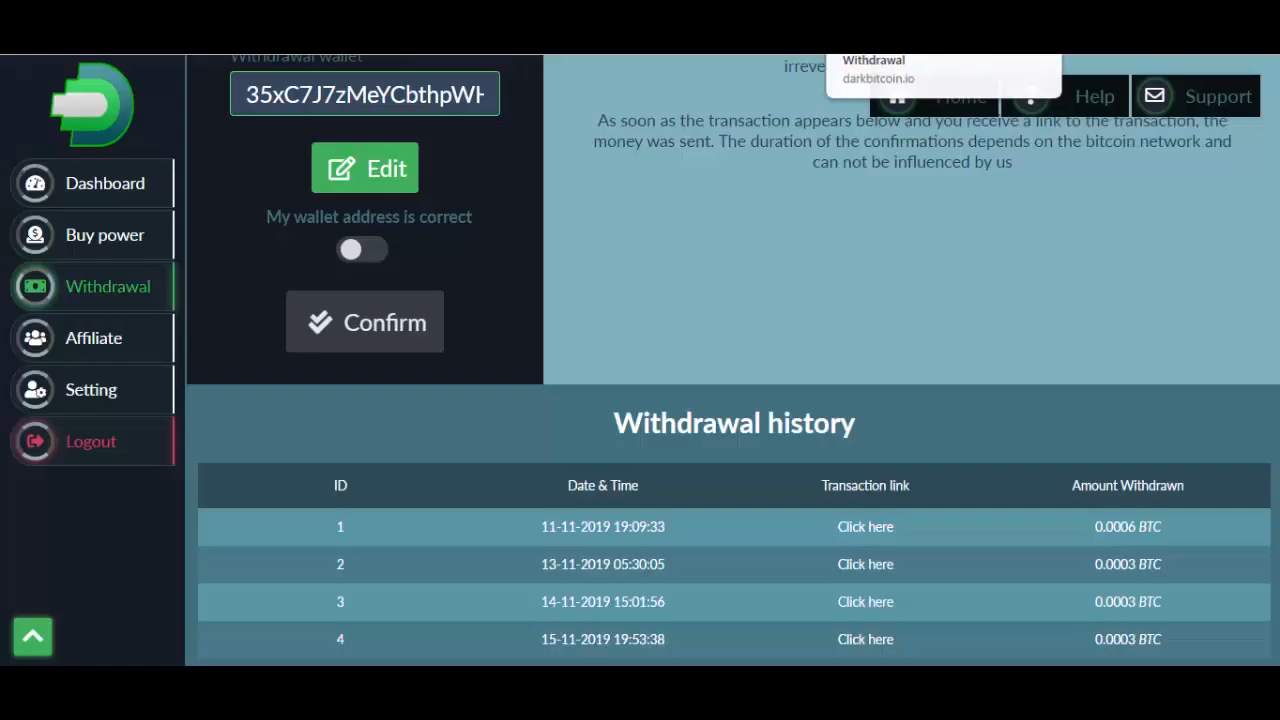 Withdrawal wallet
35xC7J7zMeYCbthpWH
Edit
My wallet address is correct
Confirm
Dashboard
Buy power
Withdrawal
Affiliate
Setting
Logout
Withdrawal
darkbitcoin.io
Home
Help
Support
As soon as the transaction appears below and you receive a link to the transaction, the
money was sent. The duration of the confirmations depends on the bitcoin network and
can not be influenced by us
Withdrawal history
ID Date & Time Transaction link Amount Withdrawn
1 11-11-2019 19:09:33 Click here 0.0006 BTC
2 13-11-2019 05:30:05 Click here 0.0003 BTC
3 14-11-2019 15:01:56 Click here 0.0003 BTC
4 15-11-2019 19:53:38 Click here 0.0003 BTC